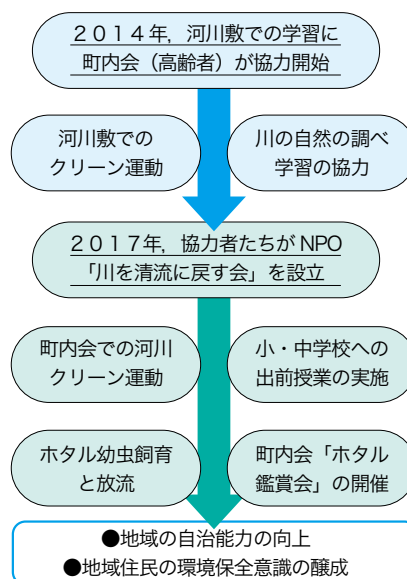 ２０１４年，河川敷での学習に
町内会（高齢者）が協力開始
河川敷での
クリーン運動
川の自然の調べ
学習の協力
２０１７年，協力者たちが NPO
「川を清流に戻す会」を設立
町内会での河川
クリーン運動
小・中学校への
出前授業の実施
ホタル幼虫飼育
と放流
町内会「ホタル
鑑賞会」の開催
●地域の自治能力の向上
●地域住民の環境保全意識の醸成